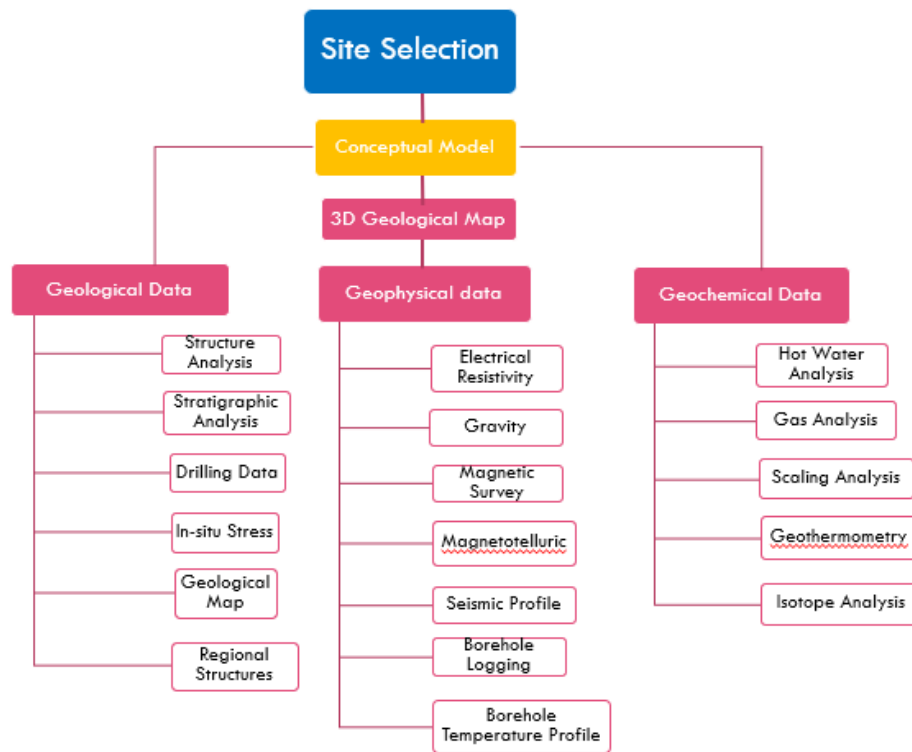 Site Selection
Conceptual Model
3D Geological Map
Geological Data
Structure
Analysis
Stratigraphic
Analysis
Drilling Data
In-situ Stress
Geological
Map
Regional
Structures
Geophysical data
Electrical
Resistivity
Gravity
Magnetic
Survey
Magnetotelluric
Seismic Profile
Borehole
Logging
Borehole
Temperature Profile
Geochemical Data
Hot Water
Analysis
Gas Analysis
Scaling Analysis
Geothermometry
Isotope Analysis